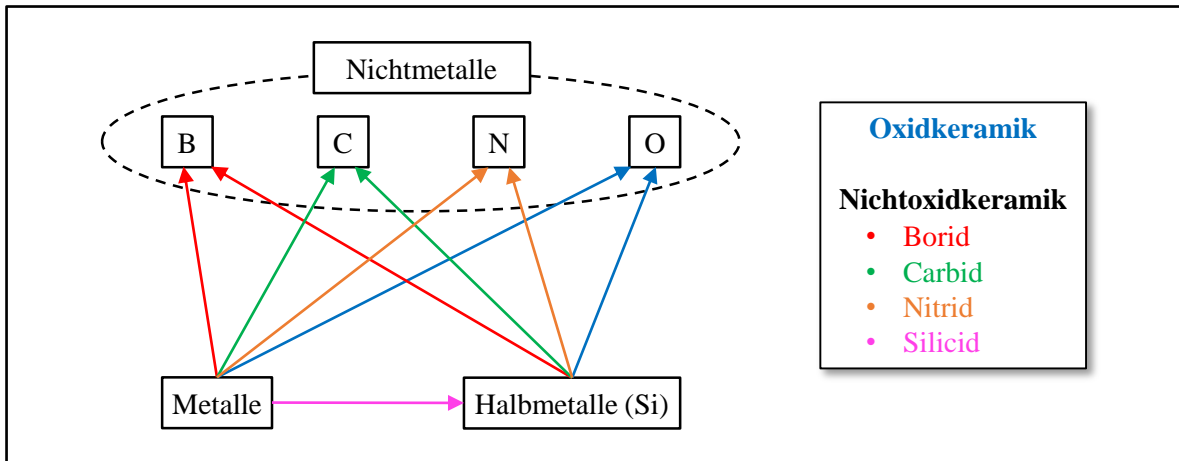 Nichtmetalle
B
C
N
O
Metalle
Halbmetalle (Si)
Oxidkeramik
Nichtoxidkeramik
• Borid
• Carbid
• Nitrid
• Silicid